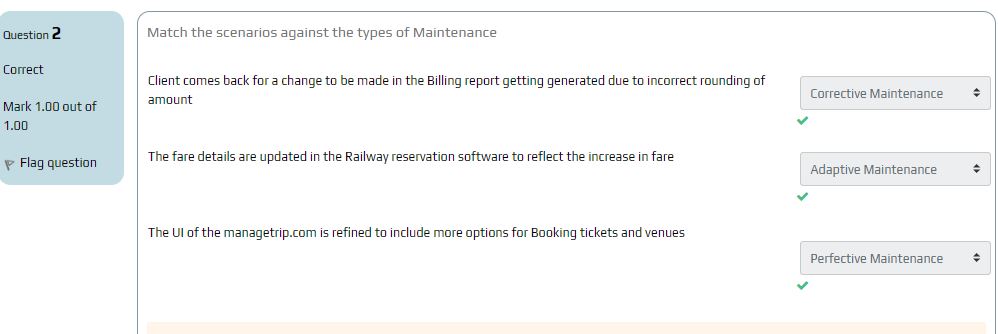 Question 2
Correct
Mark 1.00 out of
1.00
Flag question
Match the scenarios against the types of Maintenance
Client comes back for a change to be made in the Billing report getting generated due to incorrect rounding of
amount
Corrective Maintenance
The fare details are updated in the Railway reservation software to reflect the increase in fare
Adaptive Maintenance
The UI of the managetrip.com is refined to include more options for Booking tickets and venues
Perfective Maintenance